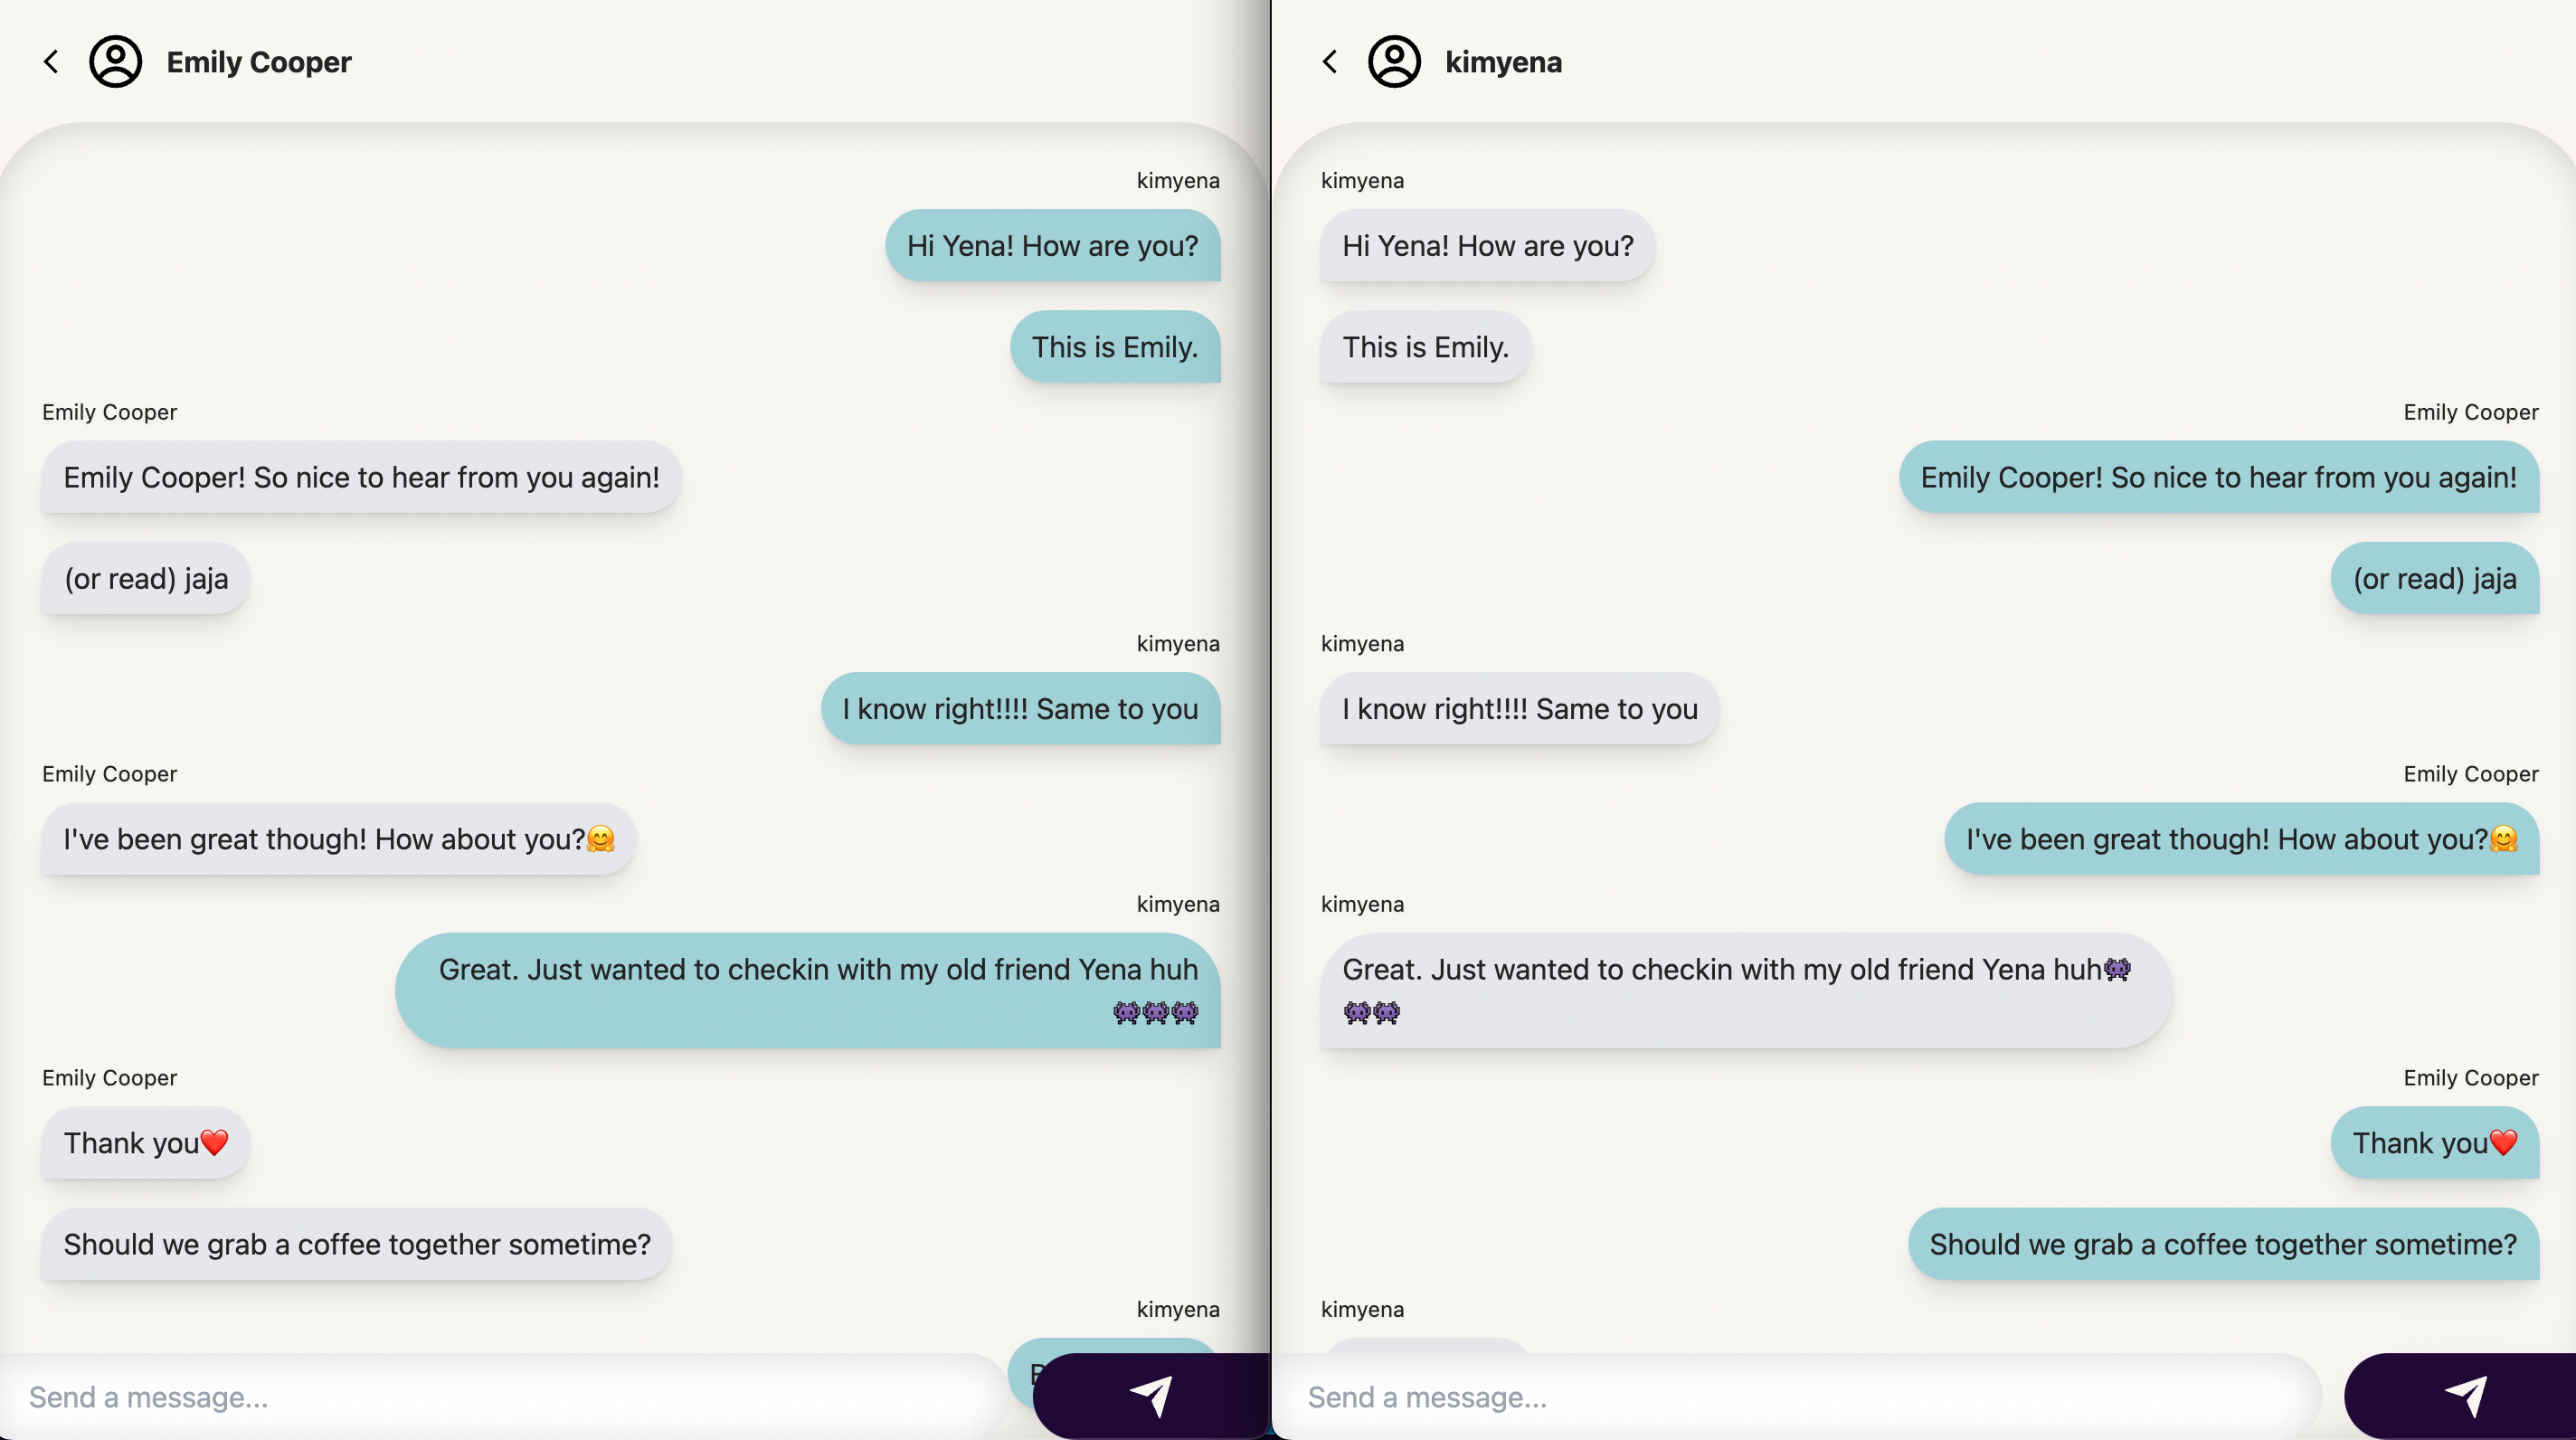 Emily Cooper
kimyena
Hi Yena! How are you?
This is Emily.
Emily Cooper
Emily Cooper! So nice to hear from you again!
(or read) jaja
kimyena
I know right!!!! Same to you
Emily Cooper
I've been great though! How about you?🤗
kimyena
Great. Just wanted to checkin with my old friend Yena huh
👾👾👾
Emily Cooper
Thank you❤️
Should we grab a coffee together sometime?
kimyena
Send a message...
kimyena
kimyena
Hi Yena! How are you?
This is Emily.
Emily Cooper
Emily Cooper! So nice to hear from you again!
(or read) jaja
kimyena
I know right!!!! Same to you
Emily Cooper
I've been great though! How about you?🤗
kimyena
Great. Just wanted to checkin with my old friend Yena huh👾
👾👾
Emily Cooper
Thank you❤️
Should we grab a coffee together sometime?
kimyena
Send a message...